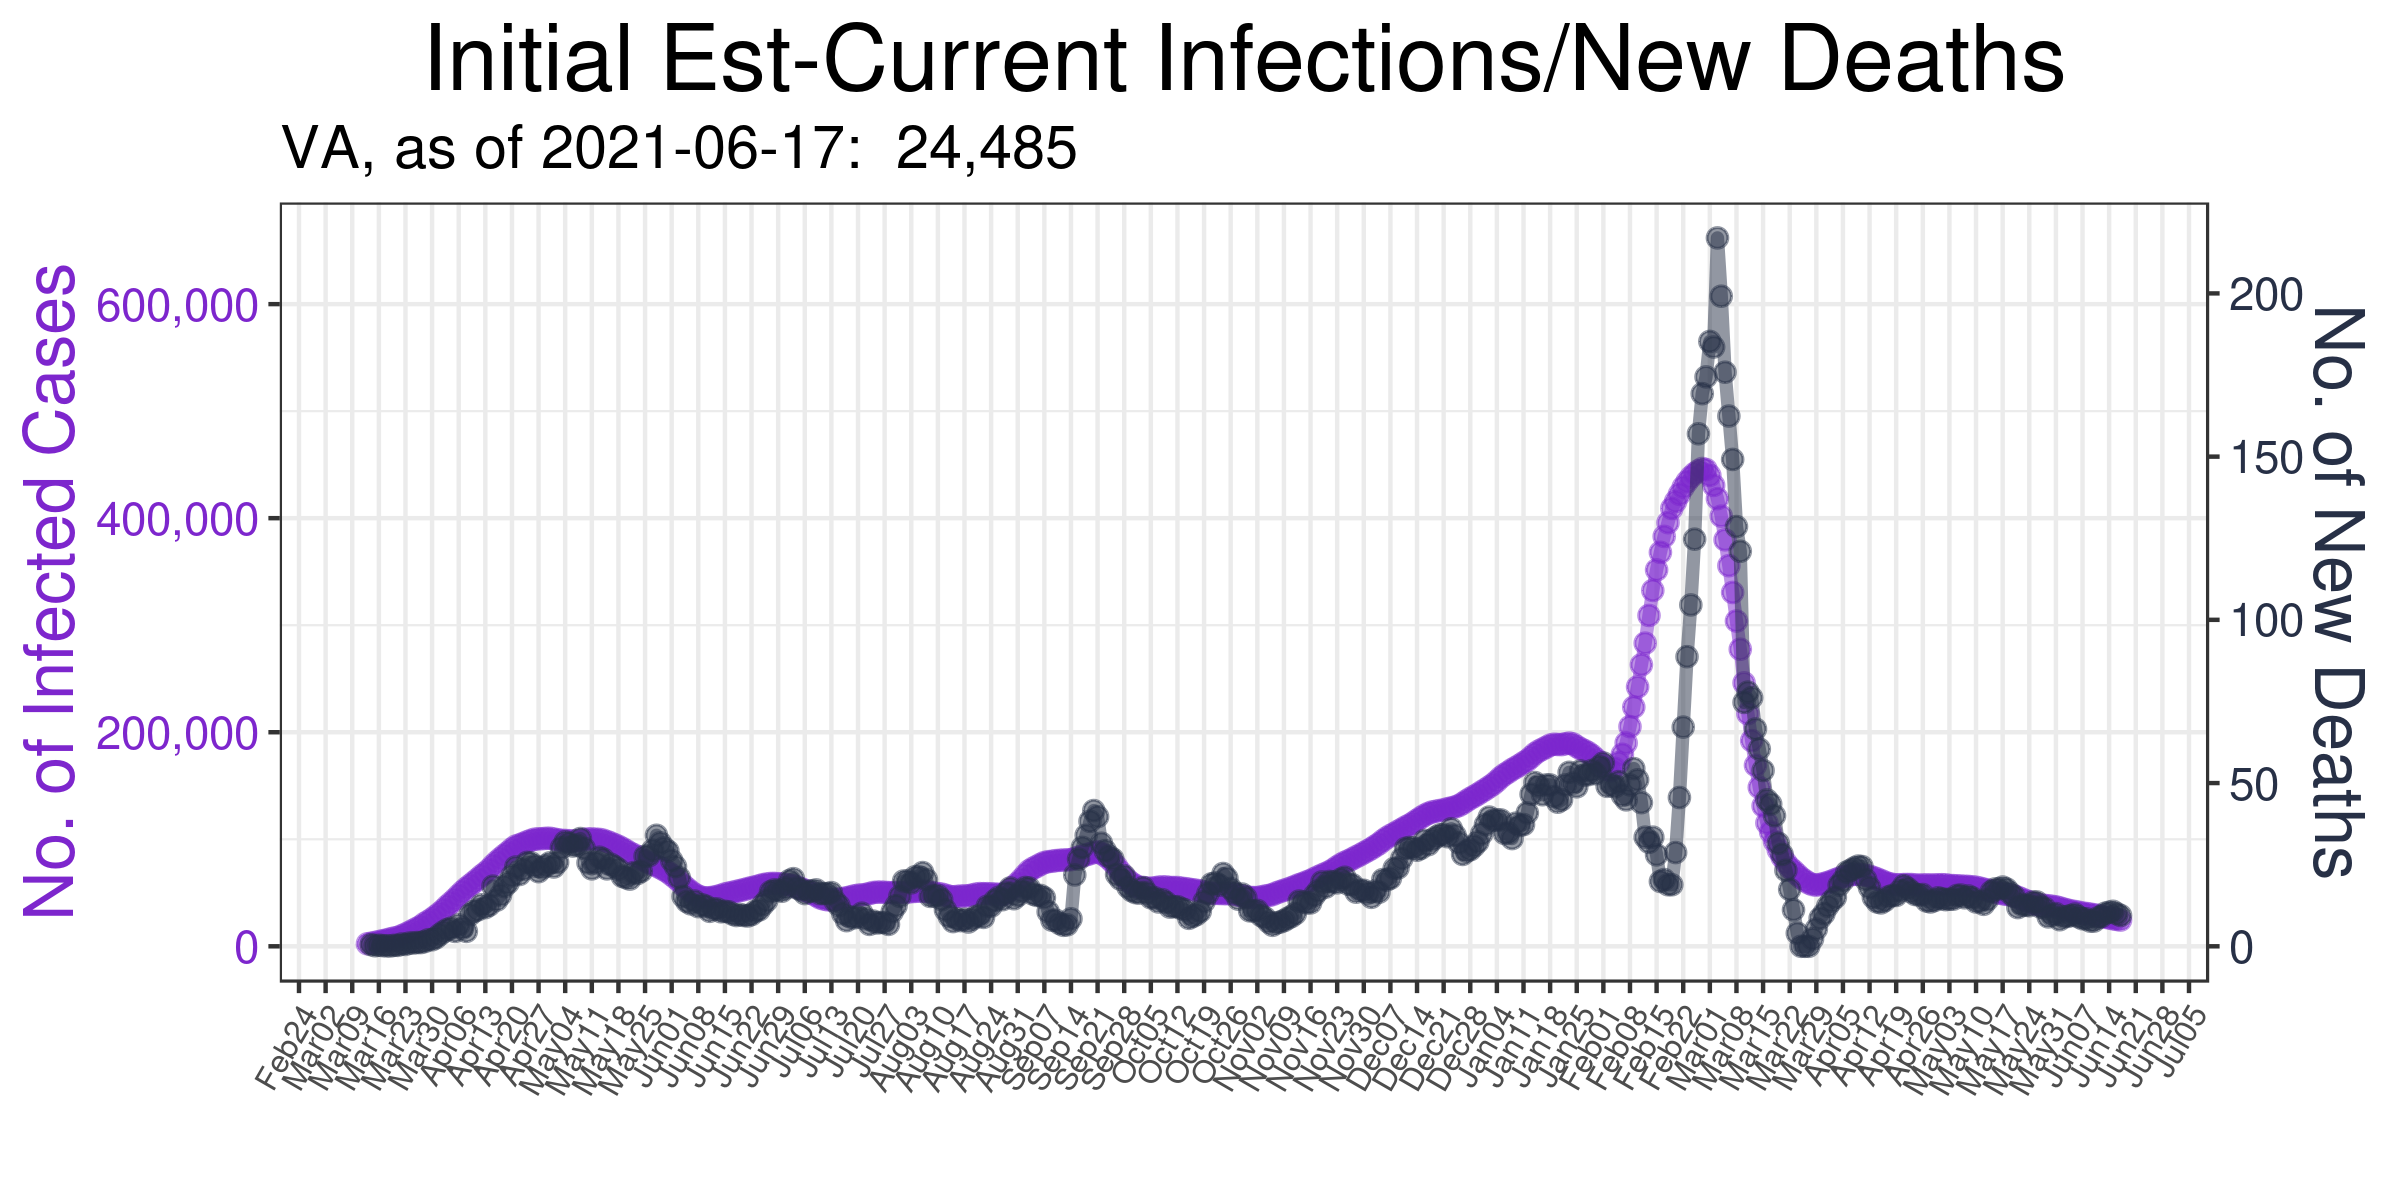 Initial Est-Current Infections/New Deaths
VA, as of 2021-06-17:  24,485
No. of Infected Cases
600,000
400,000
200,000
0
200
150
100
50
0
No. of New Deaths
Feb24
Mar02
Mar09
Mar16
Mar23
Mar30
Apr06
Apr13
Apr20
Apr27
May04
May11
May18
May25
Jun01
Jun08
Jun15
Jun22
Jun29
Jul06
Jul13
Jul20
Jul27
Aug03
Aug10
Aug17
Aug24
Aug31
Sep07
Sep14
Sep21
Sep28
Oct05
Oct12
Oct19
Oct26
Nov02
Nov09
Nov16
Nov23
Nov30
Dec07
Dec14
Dec21
Dec28
Jan04
Jan11
Jan18
Jan25
Feb01
Feb08
Feb15
Feb22
Mar01
Mar08
Mar15
Mar22
Mar29
Apr05
Apr12
Apr19
Apr26
May03
May10
May17
May24
May31
Jun07
Jun14
Jun21
Jun28
Jul05